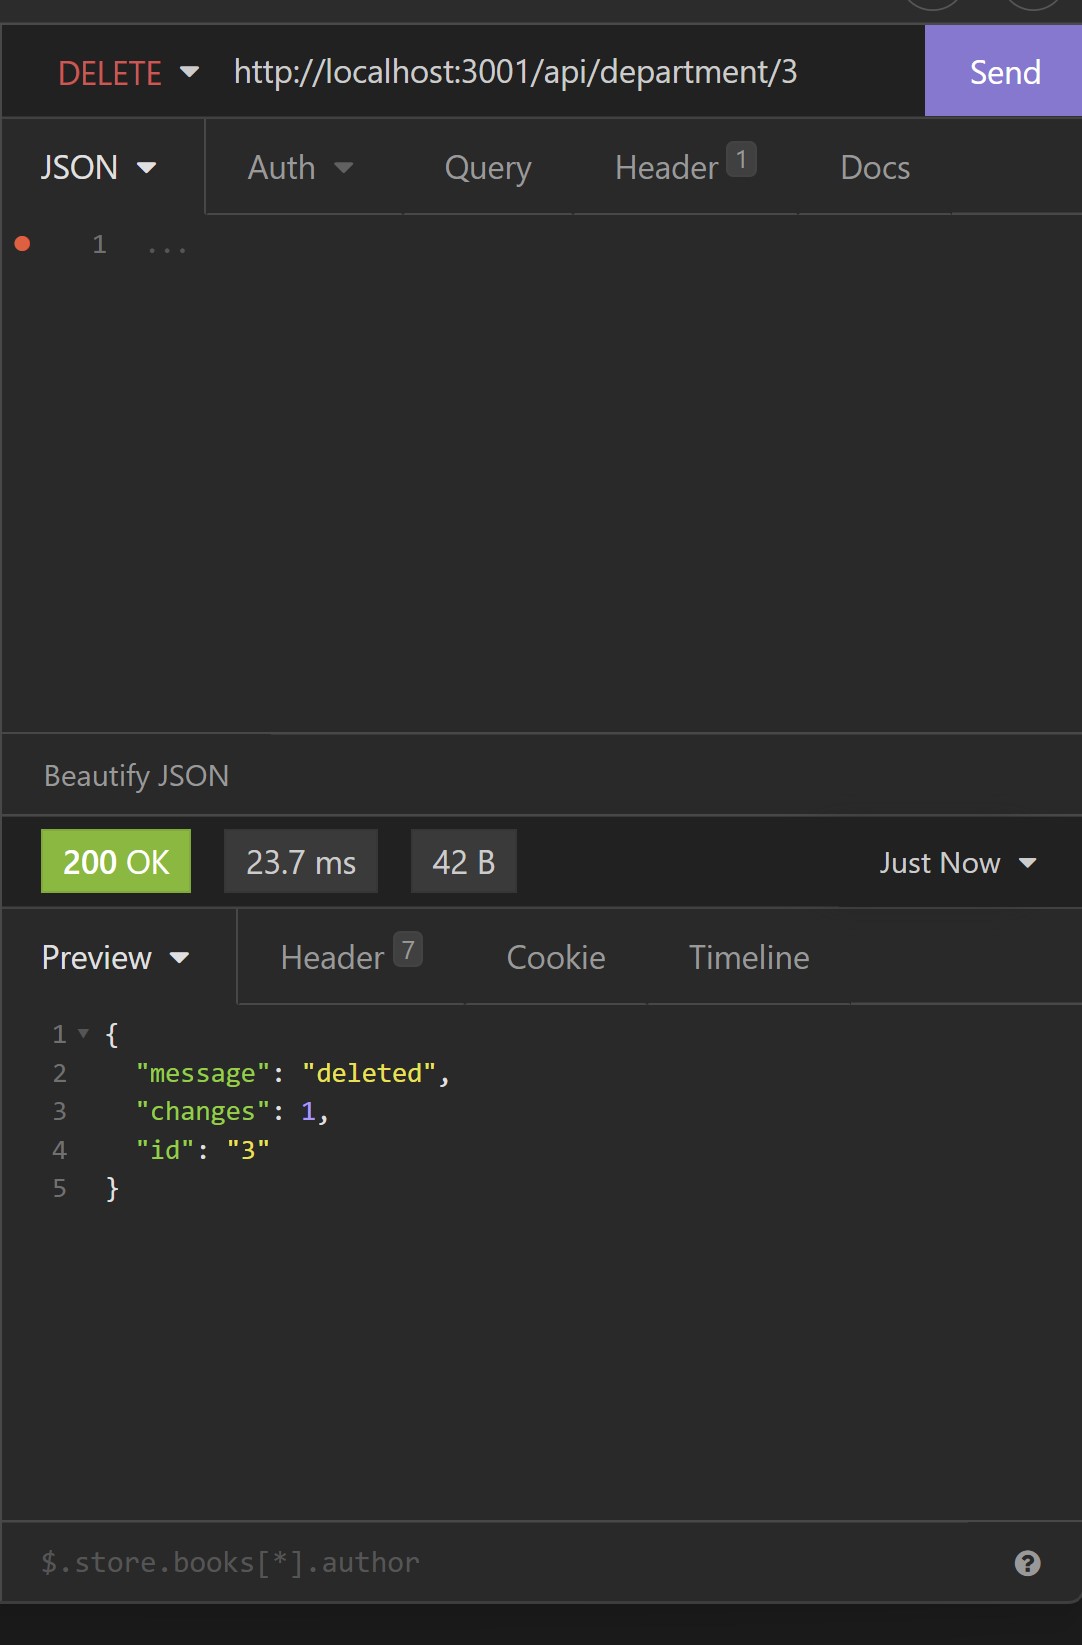 DELETE http://localhost:3001/api/department/3 Send
JSON Auth Query Header 1 Docs
1 ...
Beautify JSON
200 OK 23.7 ms 42 B Just Now
Preview Header 7 Cookie Timeline
1 {
2 "message": "deleted",
3 "changes": 1,
4 "id": "3"
5 }
$.store.books[*].author ?